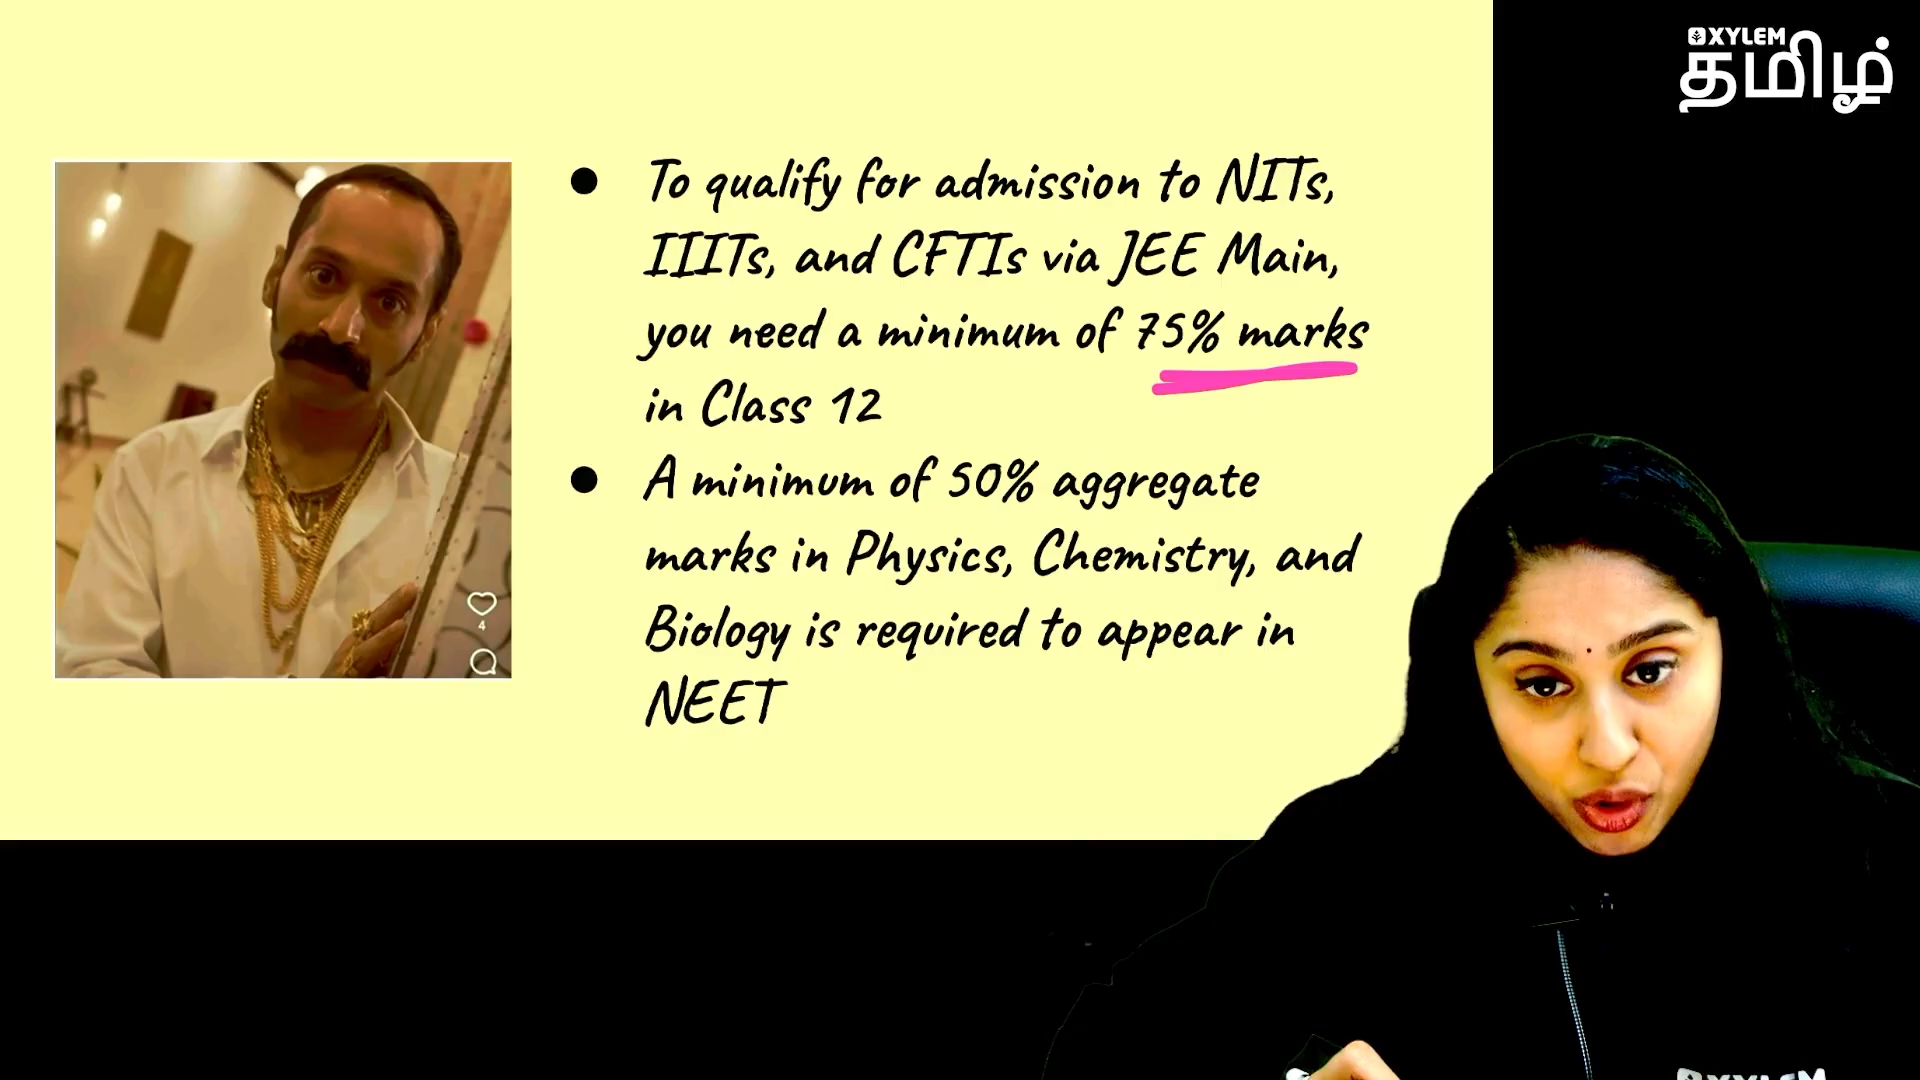 XYLEM
தமிழ்
● To qualify for admission to NITs,
IIITs, and CFTIs via JEE Main,
you need a minimum of 75% marks
in Class 12
● A minimum of 50% aggregate
marks in Physics, Chemistry, and
Biology is required to appear in
NEET
4
XYLEM